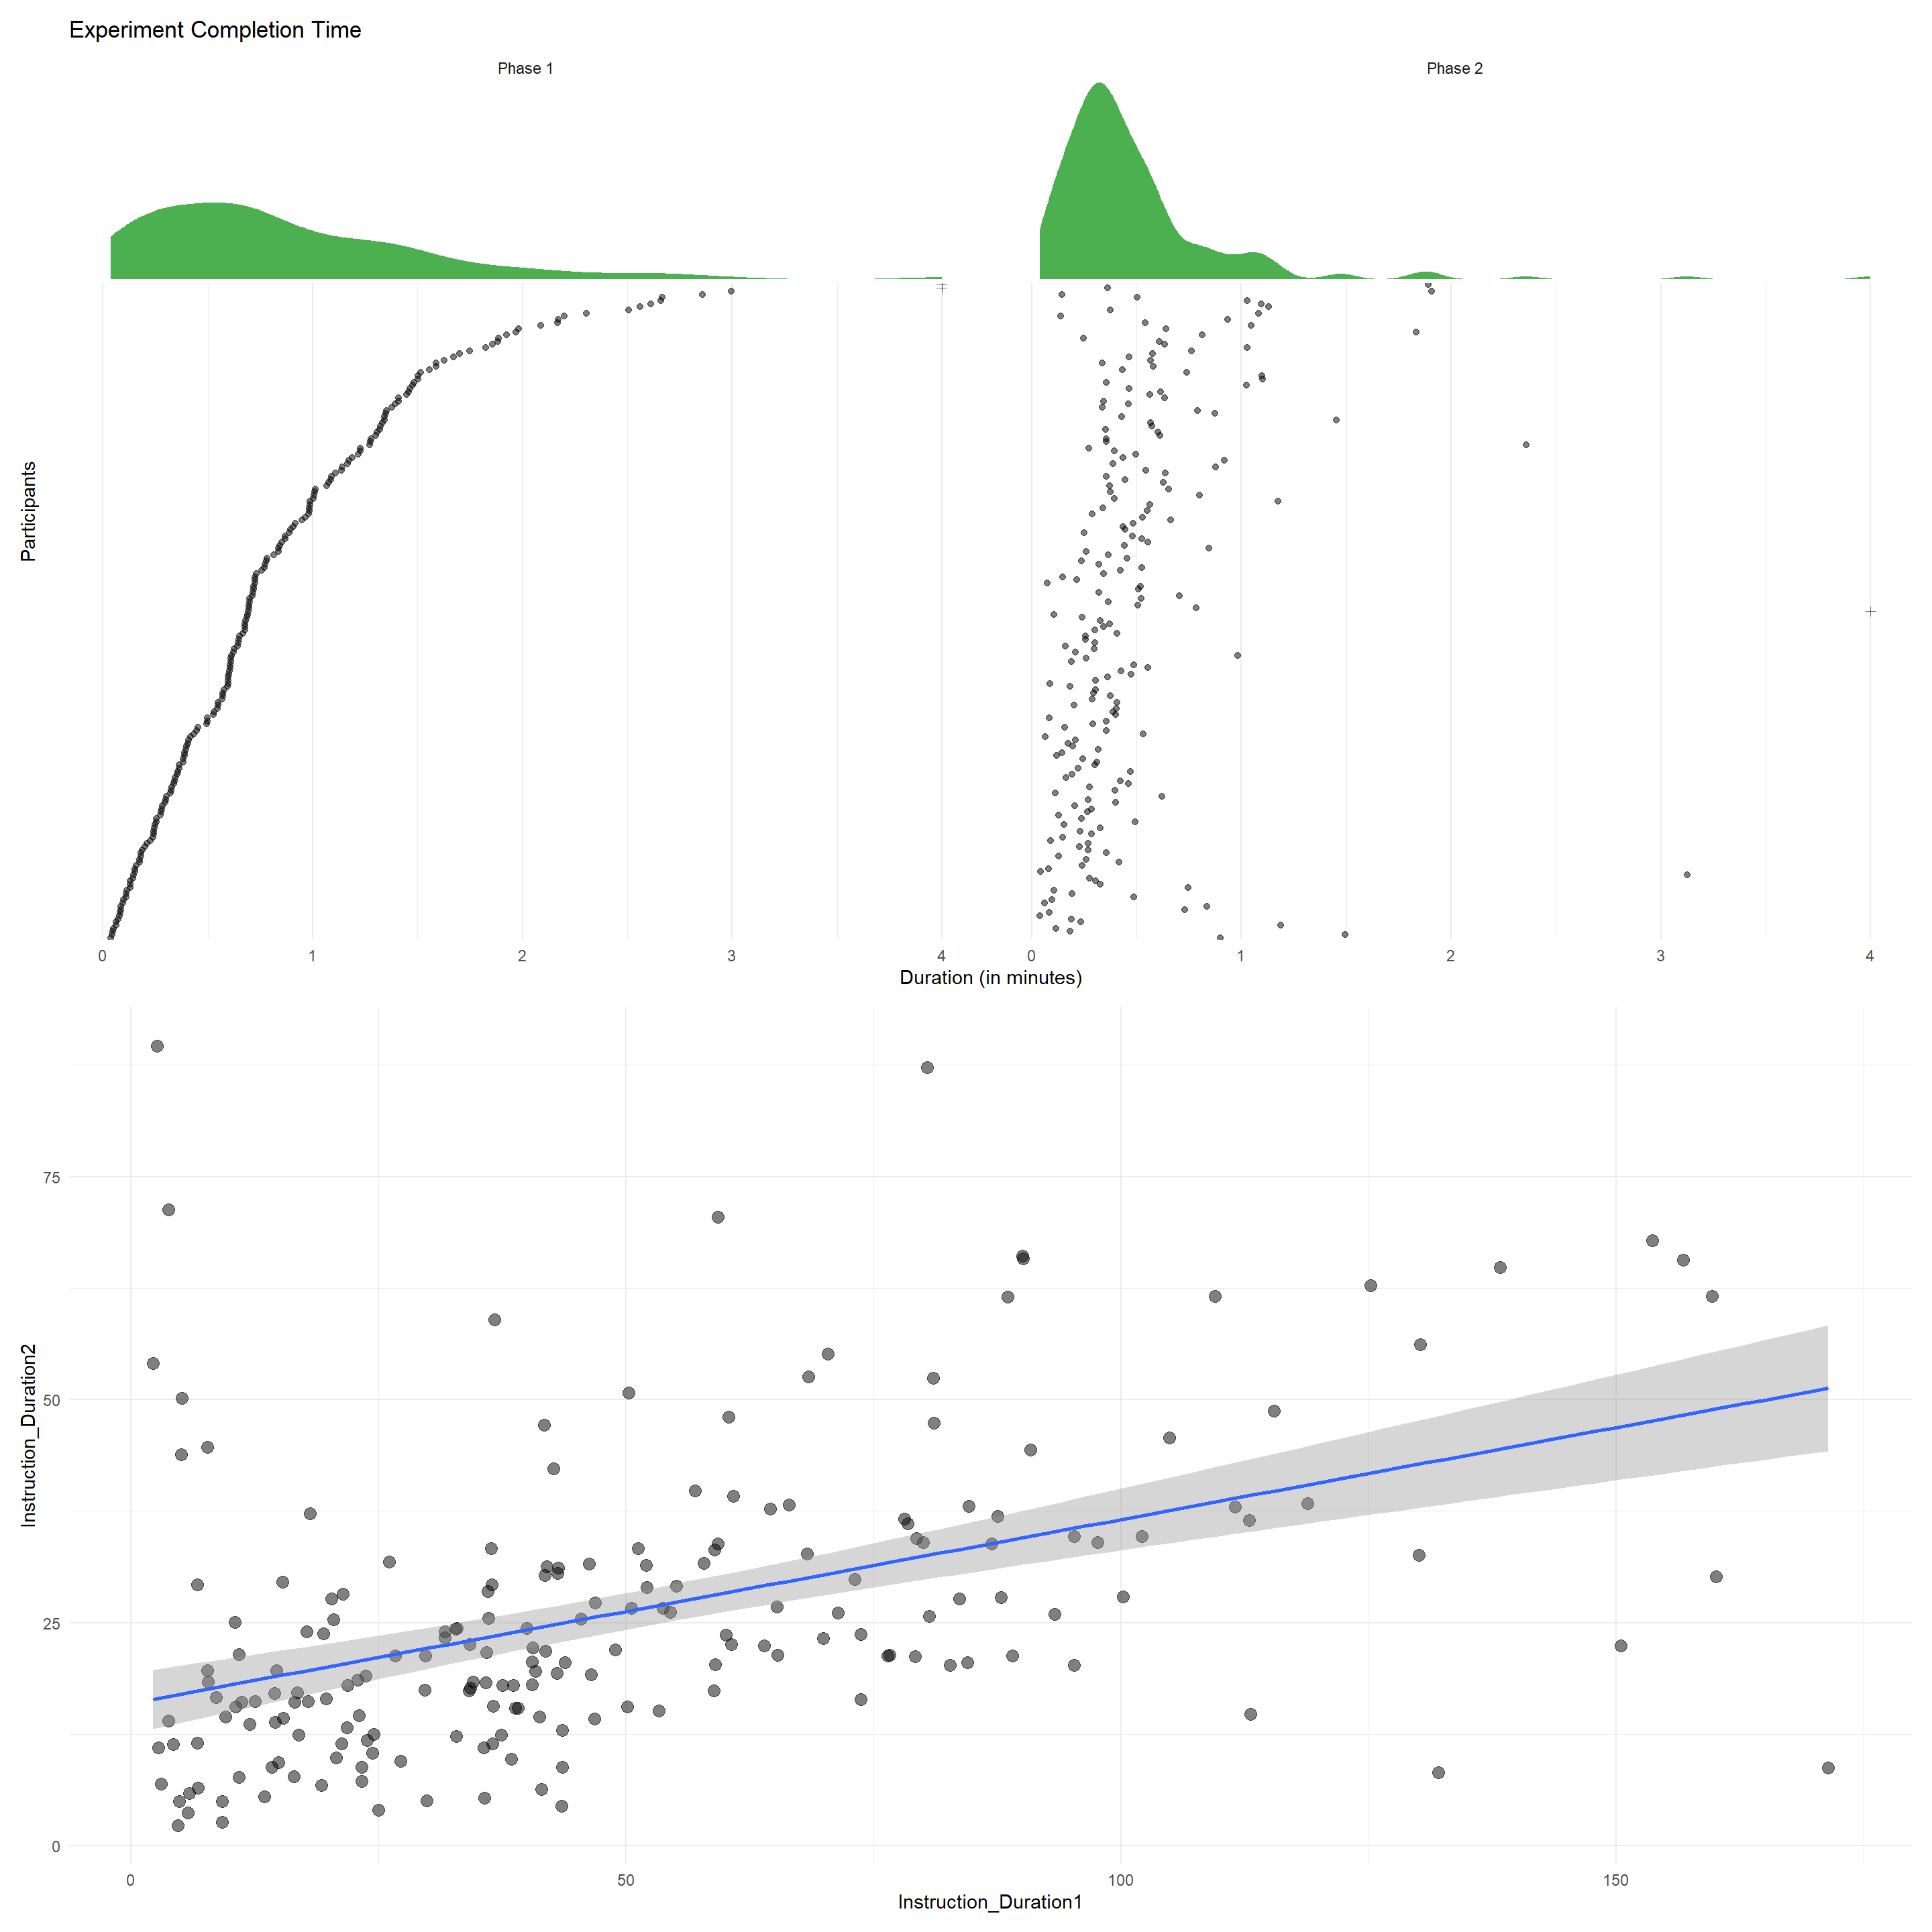 Experiment Completion Time
Phase 1 Phase 2
Participants
0 1 2 3 4 0 1 2 3 4
Duration (in minutes)
75
50
25
0
Instruction_Duration2
0 50 100 150
Instruction_Duration1